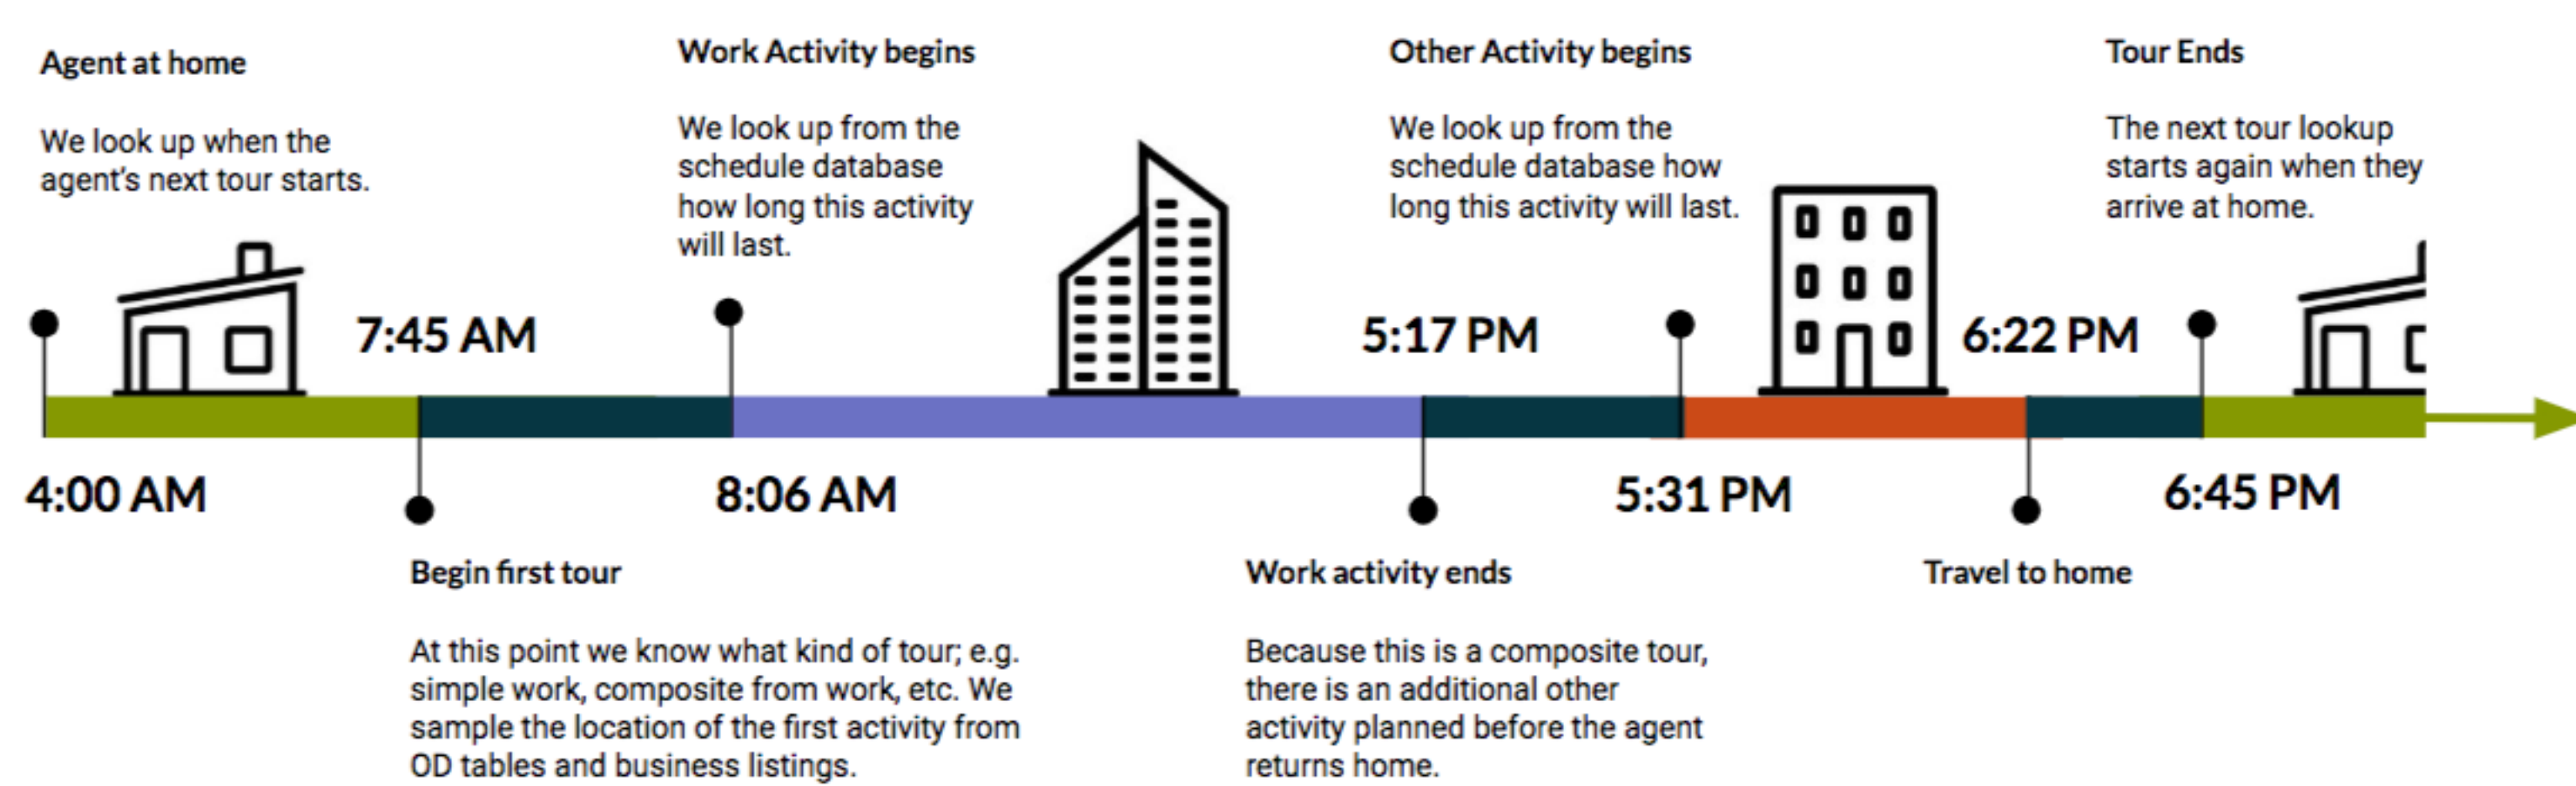 Agent at home
We look up when the
agent's next tour starts.
4:00 AM
7:45 AM
Begin first tour
At this point we know what kind of tour; e.g.
simple work, composite from work, etc. We
sample the location of the first activity from
OD tables and business listings.
Work Activity begins
We look up from the
schedule database
how long this activity
will last.
8:06 AM
5:17 PM
Work activity ends
Because this is a composite tour,
there is an additional other
activity planned before the agent
returns home.
Other Activity begins
We look up from the
schedule database how
long this activity will last.
5:31 PM
6:22 PM
Travel to home
Tour Ends
The next tour lookup
starts again when they
arrive at home.
6:45 PM